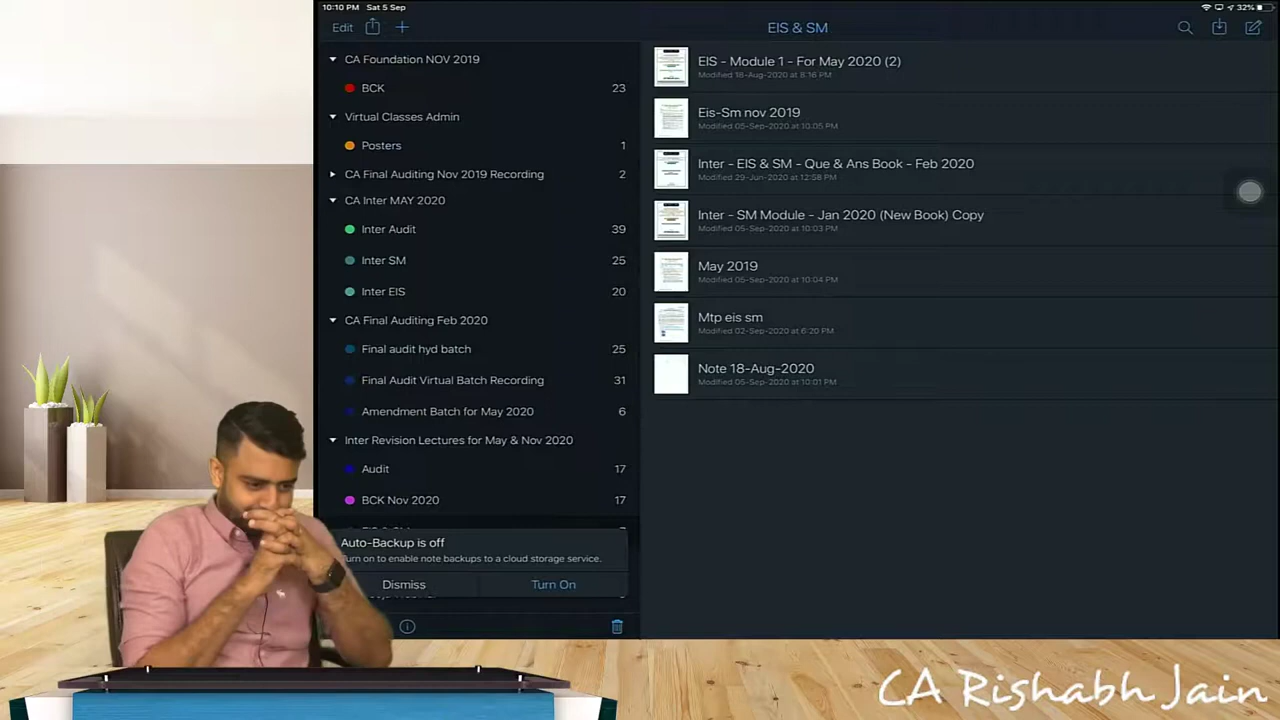 10:10 PM Sat 5 Sep
32%
Edit
EIS & SM
CA Foundation NOV 2019
BCK 23
Virtual Classes Admin
Posters 1
CA Final Auditing Nov 2019 Recording 2
CA Inter MAY 2020
Inter Audit 39
Inter SM 25
Inter EIS 20
CA Final Auditing Feb 2020
Final audit hyd batch 25
Final Audit Virtual Batch Recording 31
Amendment Batch for May 2020 6
Inter Revision Lectures for May & Nov 2020
Audit 17
BCK Nov 2020 17
Auto-Backup is off
Turn on to enable note backups to a cloud storage service.
Dismiss Turn On
EIS - Module 1 - For May 2020 (2)
Modified 18-Aug-2020 at 8:16 PM
Eis-Sm nov 2019
Modified 05-Sep-2020 at 10:05 PM
Inter - EIS & SM - Que & Ans Book - Feb 2020
Modified 29-Jun-2020 at 12:58 PM
Inter - SM Module - Jan 2020 (New Book) Copy
Modified 05-Sep-2020 at 10:03 PM
May 2019
Modified 05-Sep-2020 at 10:04 PM
Mtp eis sm
Modified 02-Sep-2020 at 6:20 PM
Note 18-Aug-2020
Modified 05-Sep-2020 at 10:01 PM
CA Rishabh Jain